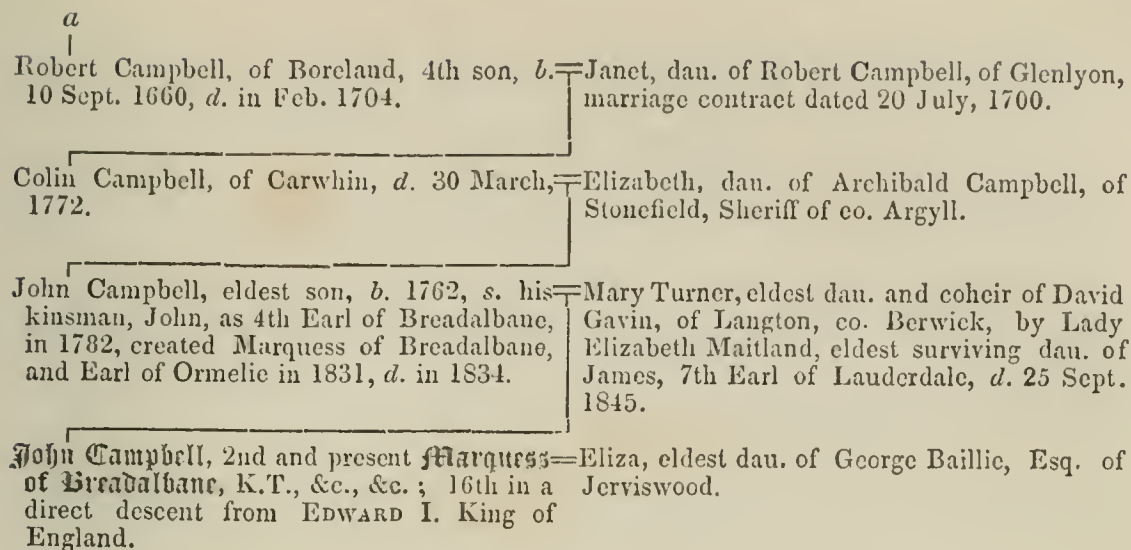 a
Robert Campbell, of Boreland, 4th son, b.
10 Sept. 1660, d. in Feb. 1704.
Janet, dau. of Robert Campbell, of Glenlyon,
marriage contract dated 20 July, 1700.
Colin Campbell, of Carwhin, d. 30 March,
1772.
Elizabeth, dau. of Archibald Campbell, of
Stonefield, Sheriff of co. Argyll.
John Campbell, eldest son, b. 1762, s. his
kinsman, John, as 4th Earl of Breadalbane,
in 1782, created Marquess of Breadalbane,
and Earl of Ormelie in 1831, d. in 1834.
Mary Turner, eldest dau. and coheir of David
Gavin, of Langton, co. Berwick, by Lady
Elizabeth Maitland, eldest surviving dau. of
James, 7th Earl of Lauderdale, d. 25 Sept.
1845.
John Campbell, 2nd and present Marquess
of Breadalbane, K.T., &c., &c.; 16th in a
direct descent from EDWARD I. King of
England.
Eliza, eldest dau. of George Baillie, Esq. of
Jerviswood.